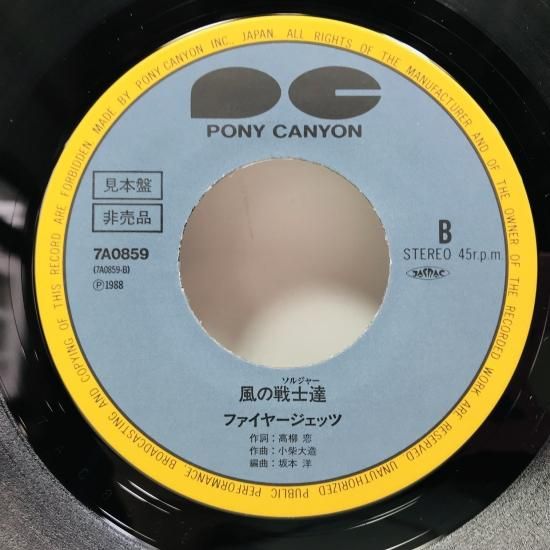 MADE BY PONY CANYON INC., JAPAN. ALL RIGHTS OF THE MANUFACTURER AND OF THE OWNER OF THE RECORDED WORK ARE RESERVED UNAUTHORIZED PUBLIC PERFORMANCE, BROADCASTING AND COPYING OF THIS RECORD ARE FORBIDDEN.
PC
PONY CANYON
見本盤
非売品
7A0859
(7A0859-B)
Ⓟ1988
B
STEREO 45r.p.m.
JASRAC
ソルジャー
風の戦士達
ファイヤージェッツ
作詞：高柳 恋
作曲：小柴大造
編曲：坂本 洋